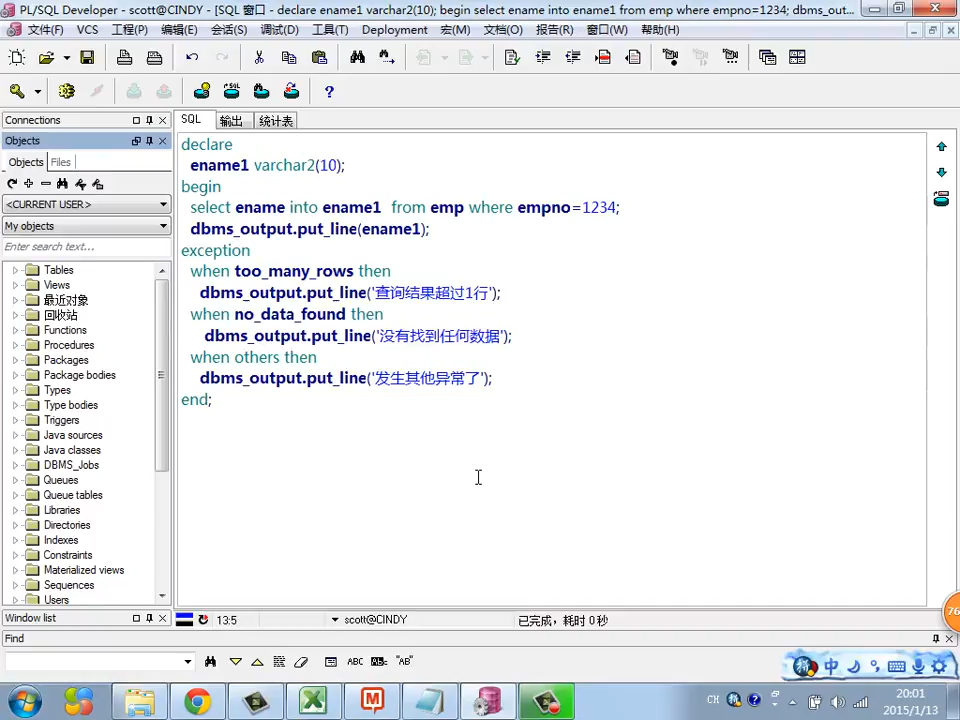 PL/SQL Developer - scott@CINDY - [SQL 窗口 - declare ename1 varchar2(10); begin select ename into ename1 from emp where empno=1234; dbms_out...
文件(F) VCS 工程(P) 编辑(E) 会话(S) 调试(D) 工具(T) Deployment 宏(M) 文档(O) 报告(R) 窗口(W) 帮助(H)
Connections
Objects
Objects Files
<CURRENT USER>
My objects
Enter search text...
Tables
Views
最近对象
回收站
Functions
Procedures
Packages
Package bodies
Types
Type bodies
Triggers
Java sources
Java classes
DBMS_Jobs
Queues
Queue tables
Libraries
Directories
Indexes
Constraints
Materialized views
Sequences
Users
SQL 输出 统计表
declare
ename1 varchar2(10);
begin
select ename into ename1 from emp where empno=1234;
dbms_output.put_line(ename1);
exception
when too_many_rows then
dbms_output.put_line('查询结果超过1行');
when no_data_found then
dbms_output.put_line('没有找到任何数据');
when others then
dbms_output.put_line('发生其他异常了');
end;
76
Window list
13:5 scott@CINDY 已完成，耗时 0 秒
Find
ABC "AB"
中
CH
20:01
2015/1/13